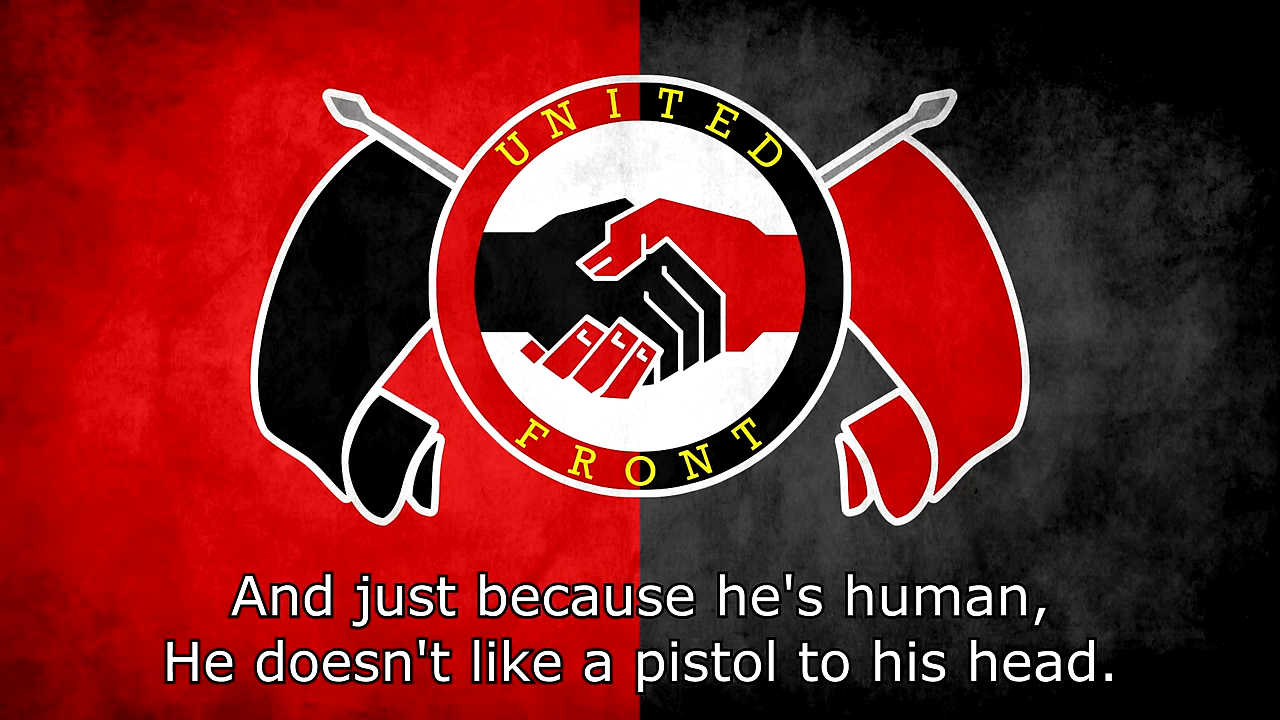 UNITED
FRONT
And just because he's human,
He doesn't like a pistol to his head.